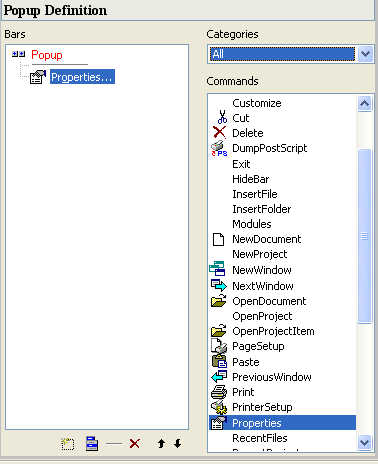 Popup Definition
Bars
Categories
Popup
All
Properties...
Commands
Customize
Cut
Delete
DumpPostScript
Exit
HideBar
InsertFile
InsertFolder
Modules
NewDocument
NewProject
NewWindow
NextWindow
OpenDocument
OpenProject
OpenProjectItem
PageSetup
Paste
PreviousWindow
Print
PrinterSetup
Properties
RecentFiles